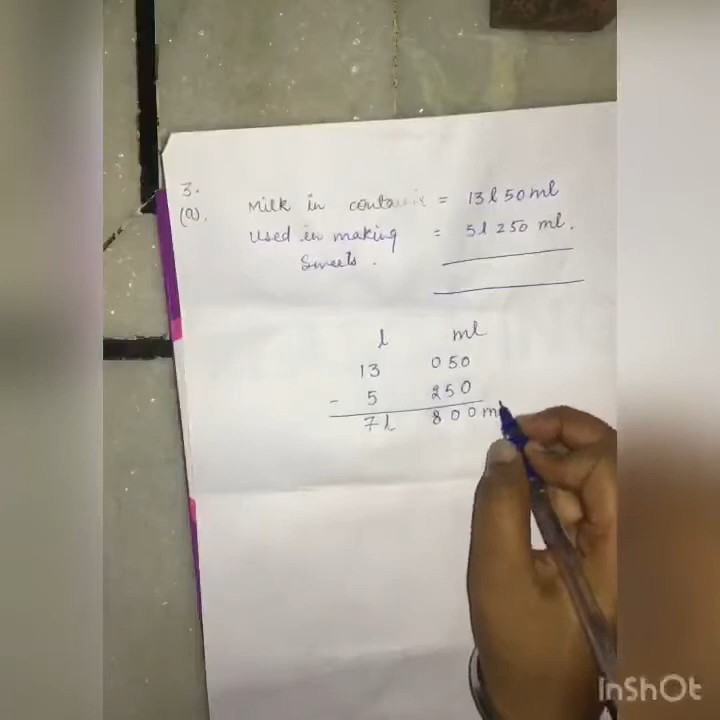 3.
(a). Milk in container = 13 l 50 ml
Used in making = 5 l 250 ml.
Sweets.
l ml
13 050
- 5 250
7 l 800 m
InShOt